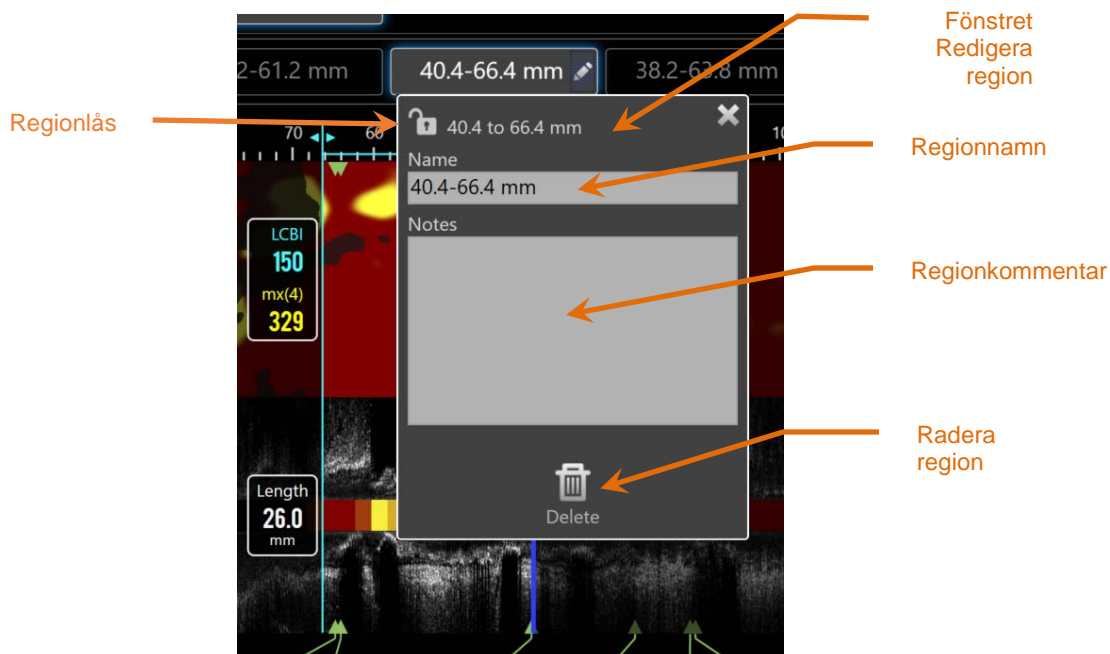 Fönstret
Redigera
region
2-61.2 mm
40.4-66.4 mm
38.2-63.8 mm
Regionlås
70
60
10
40.4 to 66.4 mm
Name
40.4-66.4 mm
Regionnamn
Notes
LCBI
150
mx(4)
329
Regionkommentar
Radera
region
Length
26.0
mm
Delete